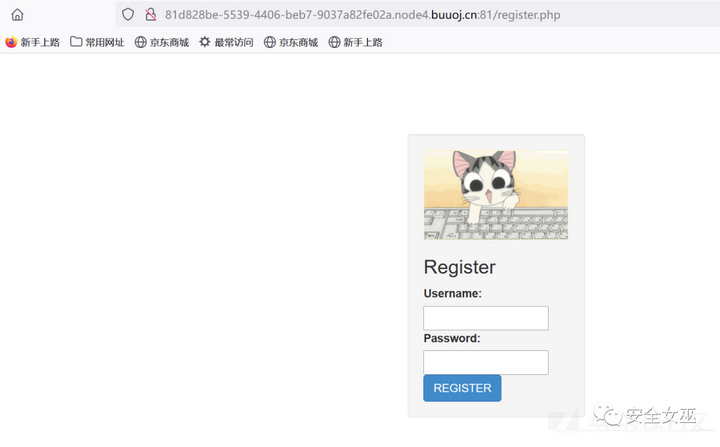 81d828be-5539-4406-beb7-9037a82fe02a.node4.buuoj.cn:81/register.php
新手上路 常用网址 京东商城 最常访问 京东商城 新手上路
Register
Username:
Password:
REGISTER
安全女巫